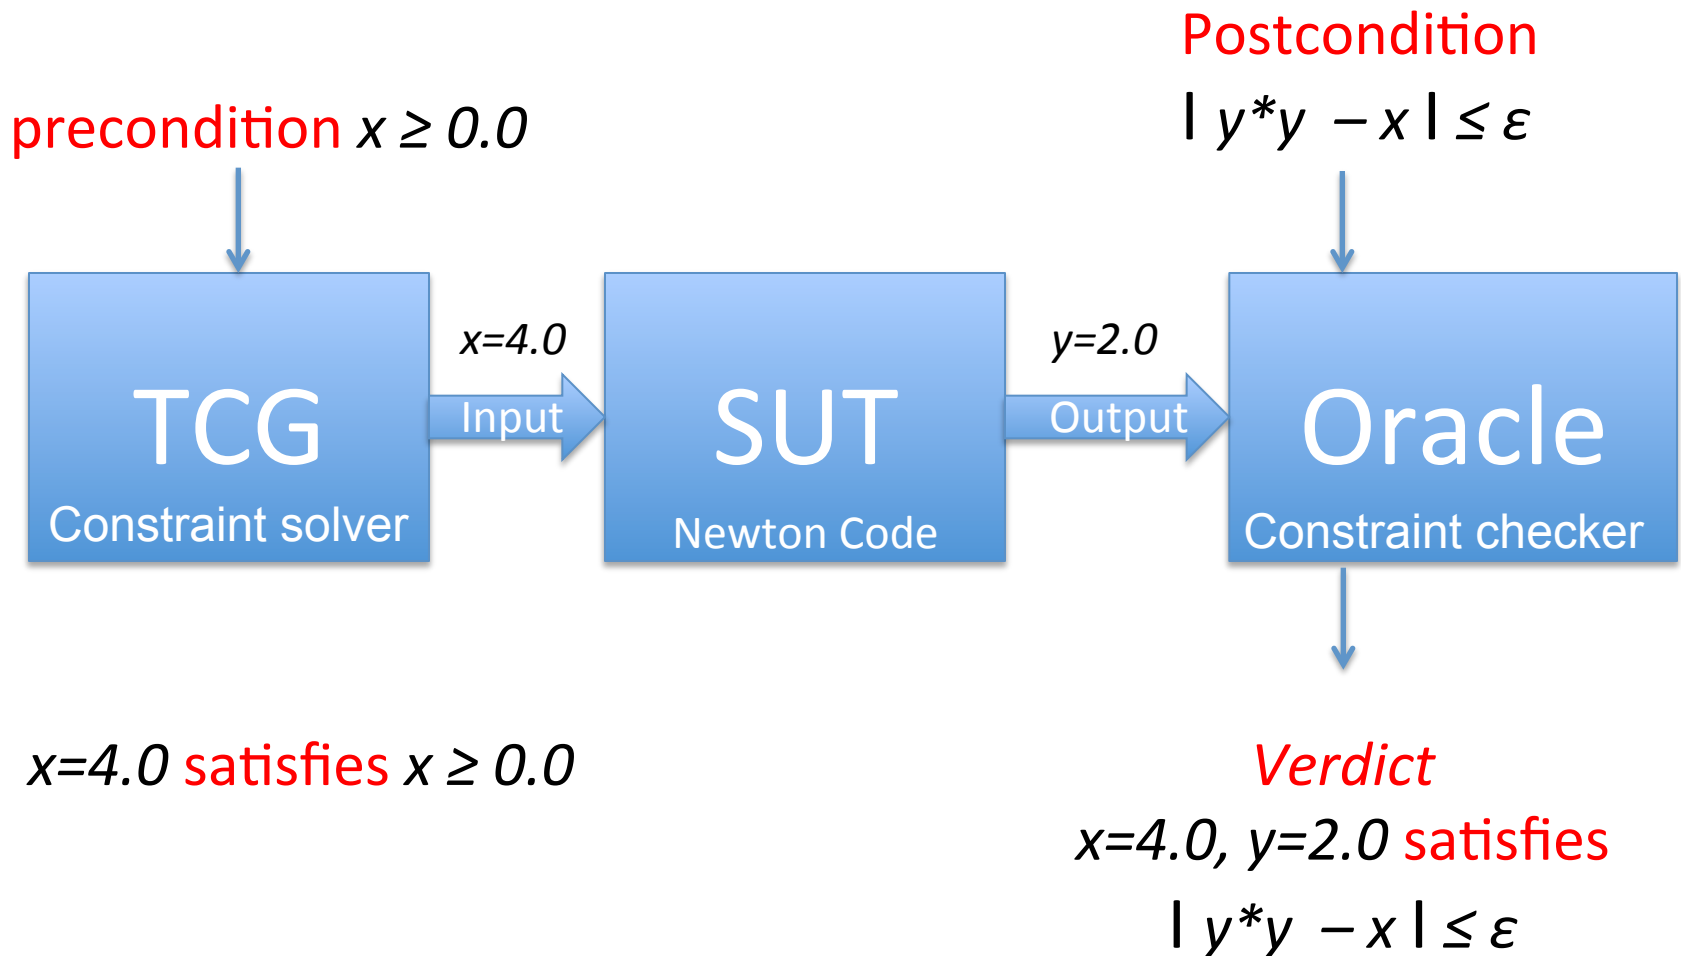 Postcondition
| y*y – x | ≤ ε
precondition x ≥ 0.0
x=4.0
y=2.0
TCG
Input
SUT
Output
Oracle
Constraint solver
Newton Code
Constraint checker
x=4.0 satisfies x ≥ 0.0
Verdict
x=4.0, y=2.0 satisfies
| y*y – x | ≤ ε